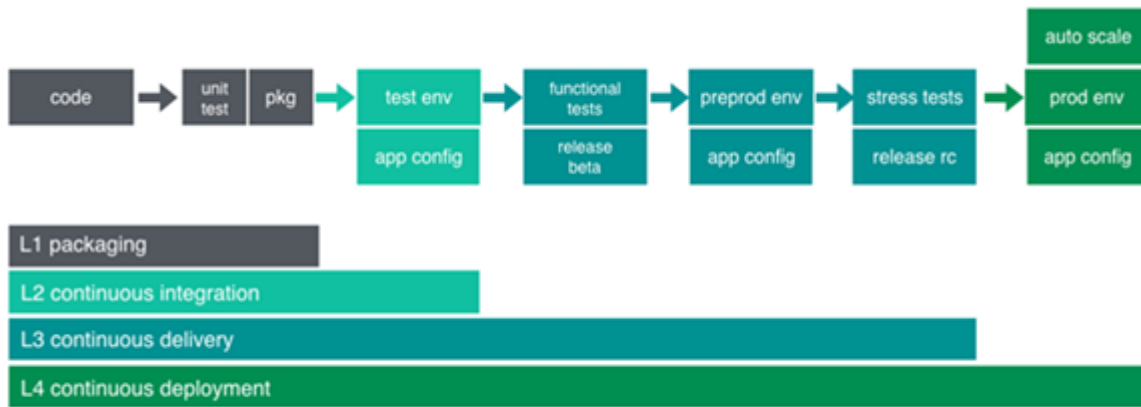 auto scale
code
unit
test
pkg
test env
functional
tests
preprod env
stress tests
prod env
app config
release
beta
app config
release rc
app config
L1 packaging
L2 continuous integration
L3 continuous delivery
L4 continuous deployment